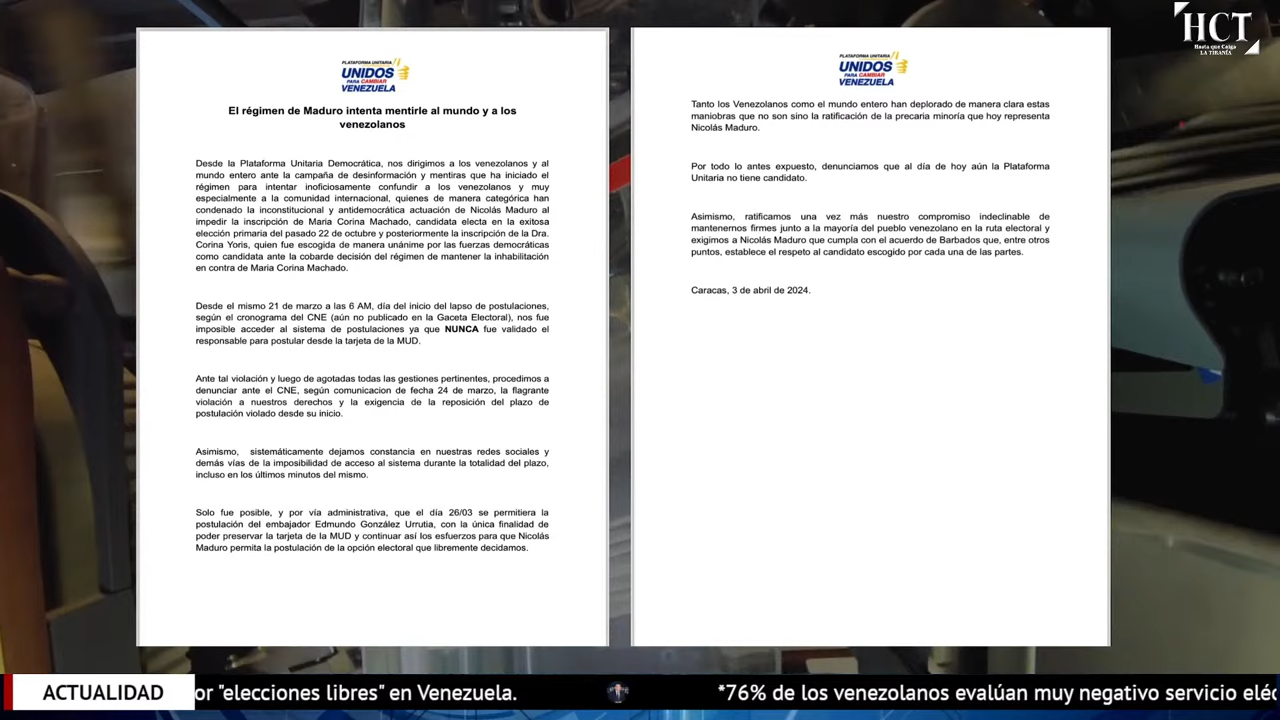 HCT
Hasta que Caiga
LA TIRANÍA
PLATAFORMA UNITARIA
UNIDOS
PARA CAMBIAR
VENEZUELA
El régimen de Maduro intenta mentirle al mundo y a los
venezolanos
Desde la Plataforma Unitaria Democrática, nos dirigimos a los venezolanos y al
mundo entero ante la campaña de desinformación y mentiras que ha iniciado el
régimen para intentar inoficiosamente confundir a los venezolanos y muy
especialmente a la comunidad internacional, quienes de manera categórica han
condenado la inconstitucional y antidemocrática actuación de Nicolás Maduro al
impedir la inscripción de Maria Corina Machado, candidata electa en la exitosa
elección primaria del pasado 22 de octubre y posteriormente la inscripción de la Dra.
Corina Yoris, quien fue escogida de manera unánime por las fuerzas democráticas
como candidata ante la cobarde decisión del régimen de mantener la inhabilitación
en contra de Maria Corina Machado.
Desde el mismo 21 de marzo a las 6 AM, día del inicio del lapso de postulaciones,
según el cronograma del CNE (aún no publicado en la Gaceta Electoral), nos fue
imposible acceder al sistema de postulaciones ya que NUNCA fue validado el
responsable para postular desde la tarjeta de la MUD.
Ante tal violación y luego de agotadas todas las gestiones pertinentes, procedimos a
denunciar ante el CNE, según comunicacion de fecha 24 de marzo, la flagrante
violación a nuestros derechos y la exigencia de la reposición del plazo de
postulación violado desde su inicio.
Asimismo, sistemáticamente dejamos constancia en nuestras redes sociales y
demás vías de la imposibilidad de acceso al sistema durante la totalidad del plazo,
incluso en los últimos minutos del mismo.
Solo fue posible, y por vía administrativa, que el día 26/03 se permitiera la
postulación del embajador Edmundo González Urrutia, con la única finalidad de
poder preservar la tarjeta de la MUD y continuar así los esfuerzos para que Nicolás
Maduro permita la postulación de la opción electoral que libremente decidamos.
PLATAFORMA UNITARIA
UNIDOS
PARA CAMBIAR
VENEZUELA
Tanto los Venezolanos como el mundo entero han deplorado de manera clara estas
maniobras que no son sino la ratificación de la precaria minoría que hoy representa
Nicolás Maduro.
Por todo lo antes expuesto, denunciamos que al día de hoy aún la Plataforma
Unitaria no tiene candidato.
Asimismo, ratificamos una vez más nuestro compromiso indeclinable de
mantenernos firmes junto a la mayoría del pueblo venezolano en la ruta electoral y
exigimos a Nicolás Maduro que cumpla con el acuerdo de Barbados que, entre otros
puntos, establece el respeto al candidato escogido por cada una de las partes.
Caracas, 3 de abril de 2024.
ACTUALIDAD
or "elecciones libres" en Venezuela. *76% de los venezolanos evalúan muy negativo servicio eléc